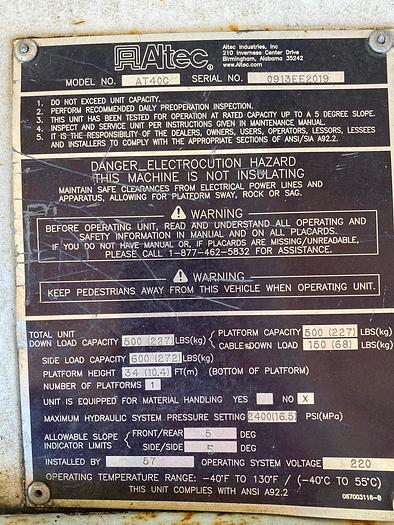 Altec®
Altec Industries, Inc
210 Inverness Center Drive
Birmingham, Alabama 35242
www.Altec.com
MODEL NO. AT40C SERIAL NO. 0913EE2019
1. DO NOT EXCEED UNIT CAPACITY.
2. PERFORM RECOMMENDED DAILY PREOPERATION INSPECTION.
3. THIS UNIT HAS BEEN TESTED FOR OPERATION AT RATED CAPACITY UP TO A 5 DEGREE SLOPE.
4. INSPECT AND SERVICE UNIT PER INSTRUCTIONS GIVEN IN MAINTENANCE MANUAL.
5. IT IS THE RESPONSIBILITY OF THE DEALERS, OWNERS, USERS, OPERATORS, LESSORS, LESSEES
AND INSTALLERS TO COMPLY WITH THE APPROPRIATE SECTIONS OF ANSI/SIA A92.2.
DANGER ELECTROCUTION HAZARD
THIS MACHINE IS NOT INSULATING
MAINTAIN SAFE CLEARANCES FROM ELECTRICAL POWER LINES AND
APPARATUS, ALLOWING FOR PLATFORM SWAY, ROCK OR SAG.
WARNING
BEFORE OPERATING UNIT, READ AND UNDERSTAND ALL OPERATING AND
SAFETY INFORMATION IN MANUAL AND ON ALL PLACARDS.
IF YOU DO NOT HAVE MANUAL OR, IF PLACARDS ARE MISSING/UNREADABLE,
PLEASE CALL 1-877-462-5832 FOR ASSISTANCE.
WARNING
KEEP PEDESTRIANS AWAY FROM THIS VEHICLE WHEN OPERATING UNIT.
TOTAL UNIT
DOWN LOAD CAPACITY 500 (227) LBS(kg)
PLATFORM CAPACITY 500 (227) LBS(kg)
CABLE DOWN LOAD 150 (68) LBS(kg)
SIDE LOAD CAPACITY 600 (272) LBS(kg)
PLATFORM HEIGHT 34 (10.4) FT(m) (BOTTOM OF PLATFORM)
NUMBER OF PLATFORMS 1
UNIT IS EQUIPPED FOR MATERIAL HANDLING YES NO X
MAXIMUM HYDRAULIC SYSTEM PRESSURE SETTING 2400(16.5) PSI(MPa)
ALLOWABLE SLOPE
INDICATOR LIMITS
FRONT/REAR 5 DEG
SIDE/SIDE 5 DEG
INSTALLED BY 57 OPERATING SYSTEM VOLTAGE 220
OPERATING TEMPERATURE RANGE: -40°F TO 130°F / (-40°C TO 55°C)
THIS UNIT COMPLIES WITH ANSI A92.2
067003116-B